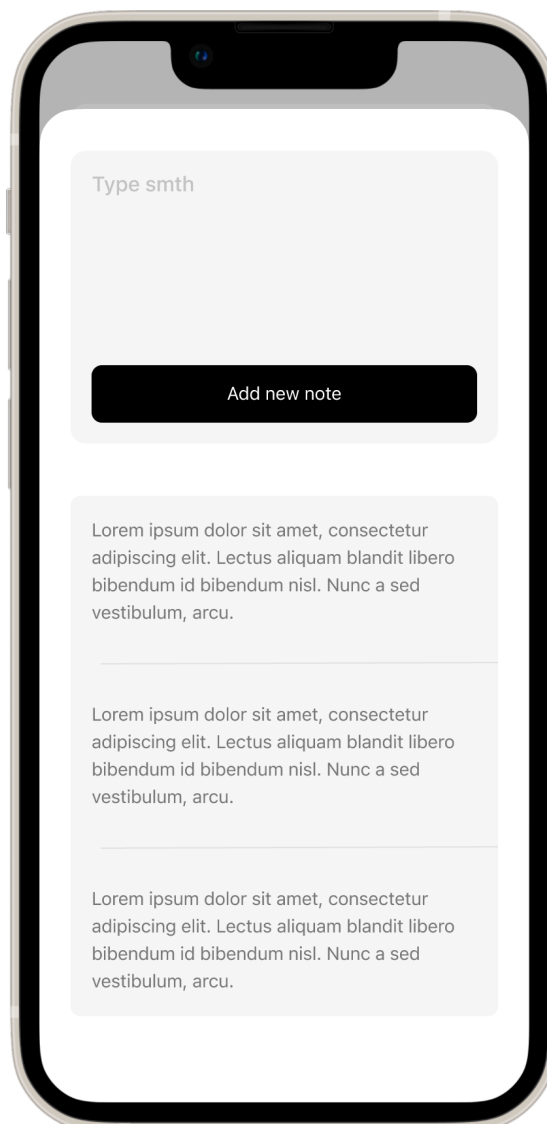 Type smth
Add new note
Lorem ipsum dolor sit amet, consectetur
adipiscing elit. Lectus aliquam blandit libero
bibendum id bibendum nisl. Nunc a sed
vestibulum, arcu.
Lorem ipsum dolor sit amet, consectetur
adipiscing elit. Lectus aliquam blandit libero
bibendum id bibendum nisl. Nunc a sed
vestibulum, arcu.
Lorem ipsum dolor sit amet, consectetur
adipiscing elit. Lectus aliquam blandit libero
bibendum id bibendum nisl. Nunc a sed
vestibulum, arcu.